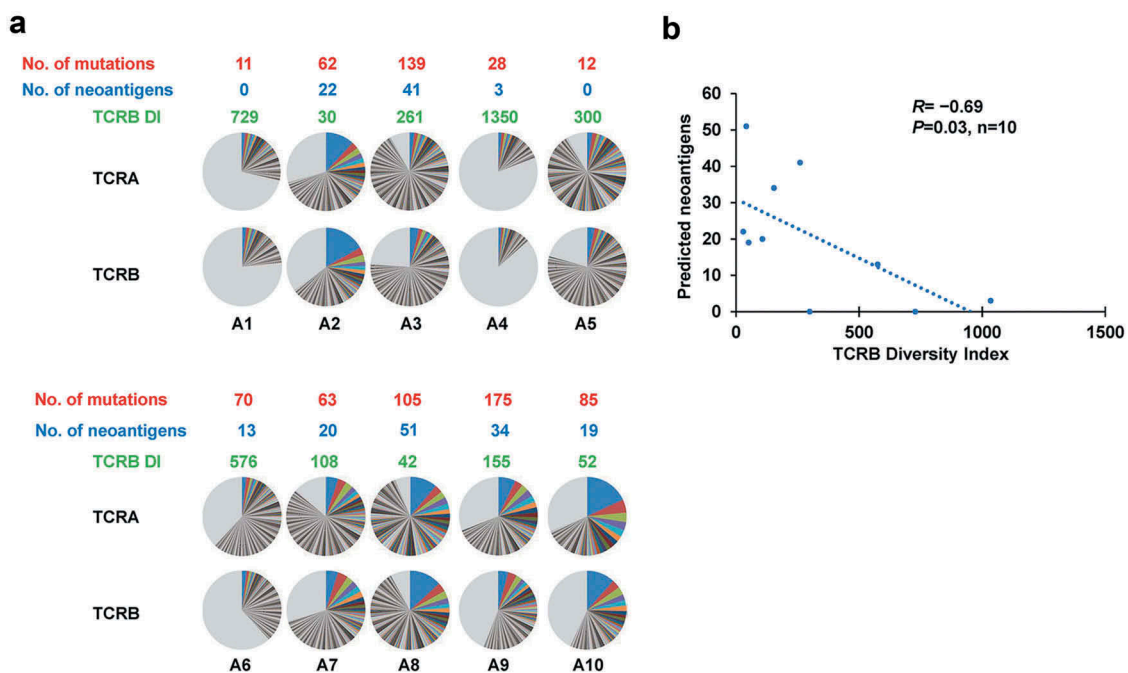 a
No. of mutations 11 62 139 28 12
No. of neoantigens 0 22 41 3 0
TCRB DI 729 30 261 1350 300
TCRA
TCRB
A1 A2 A3 A4 A5
No. of mutations 70 63 105 175 85
No. of neoantigens 13 20 51 34 19
TCRB DI 576 108 42 155 52
TCRA
TCRB
A6 A7 A8 A9 A10
b
R= −0.69
P=0.03, n=10
Predicted neoantigens
60
50
40
30
20
10
0
0 500 1000 1500
TCRB Diversity Index